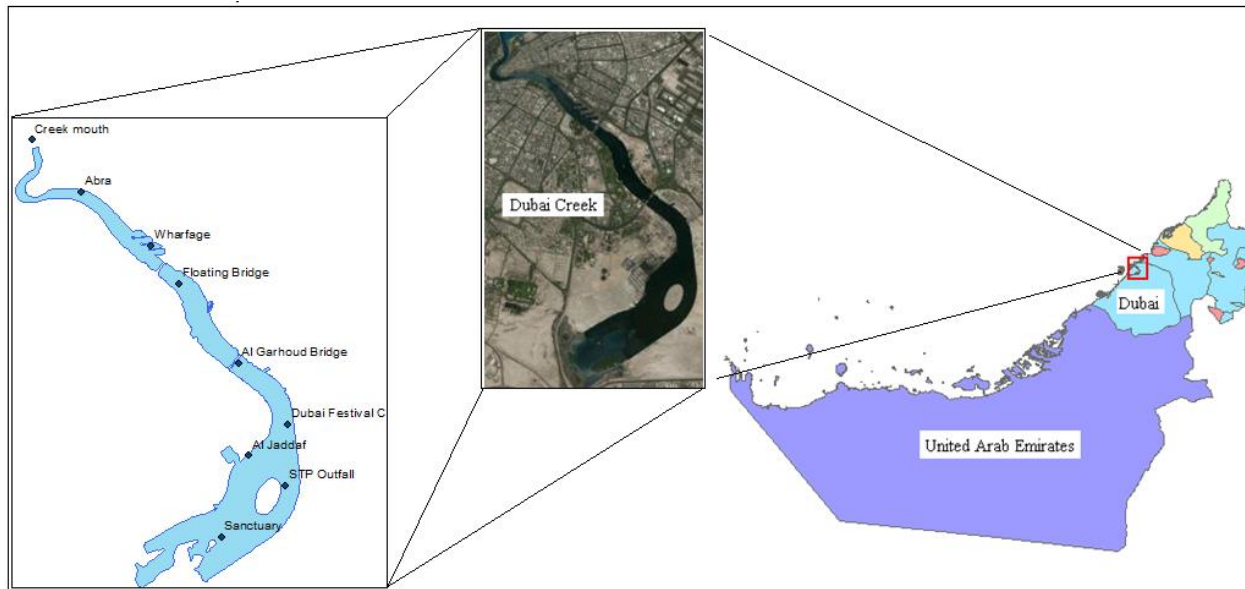 Creek mouth
Abra
Wharfage
Floating Bridge
Al Garhoud Bridge
Dubai Festival C
Al Jaddaf
STP Outfall
Sanctuary
Dubai Creek
Dubai
United Arab Emirates